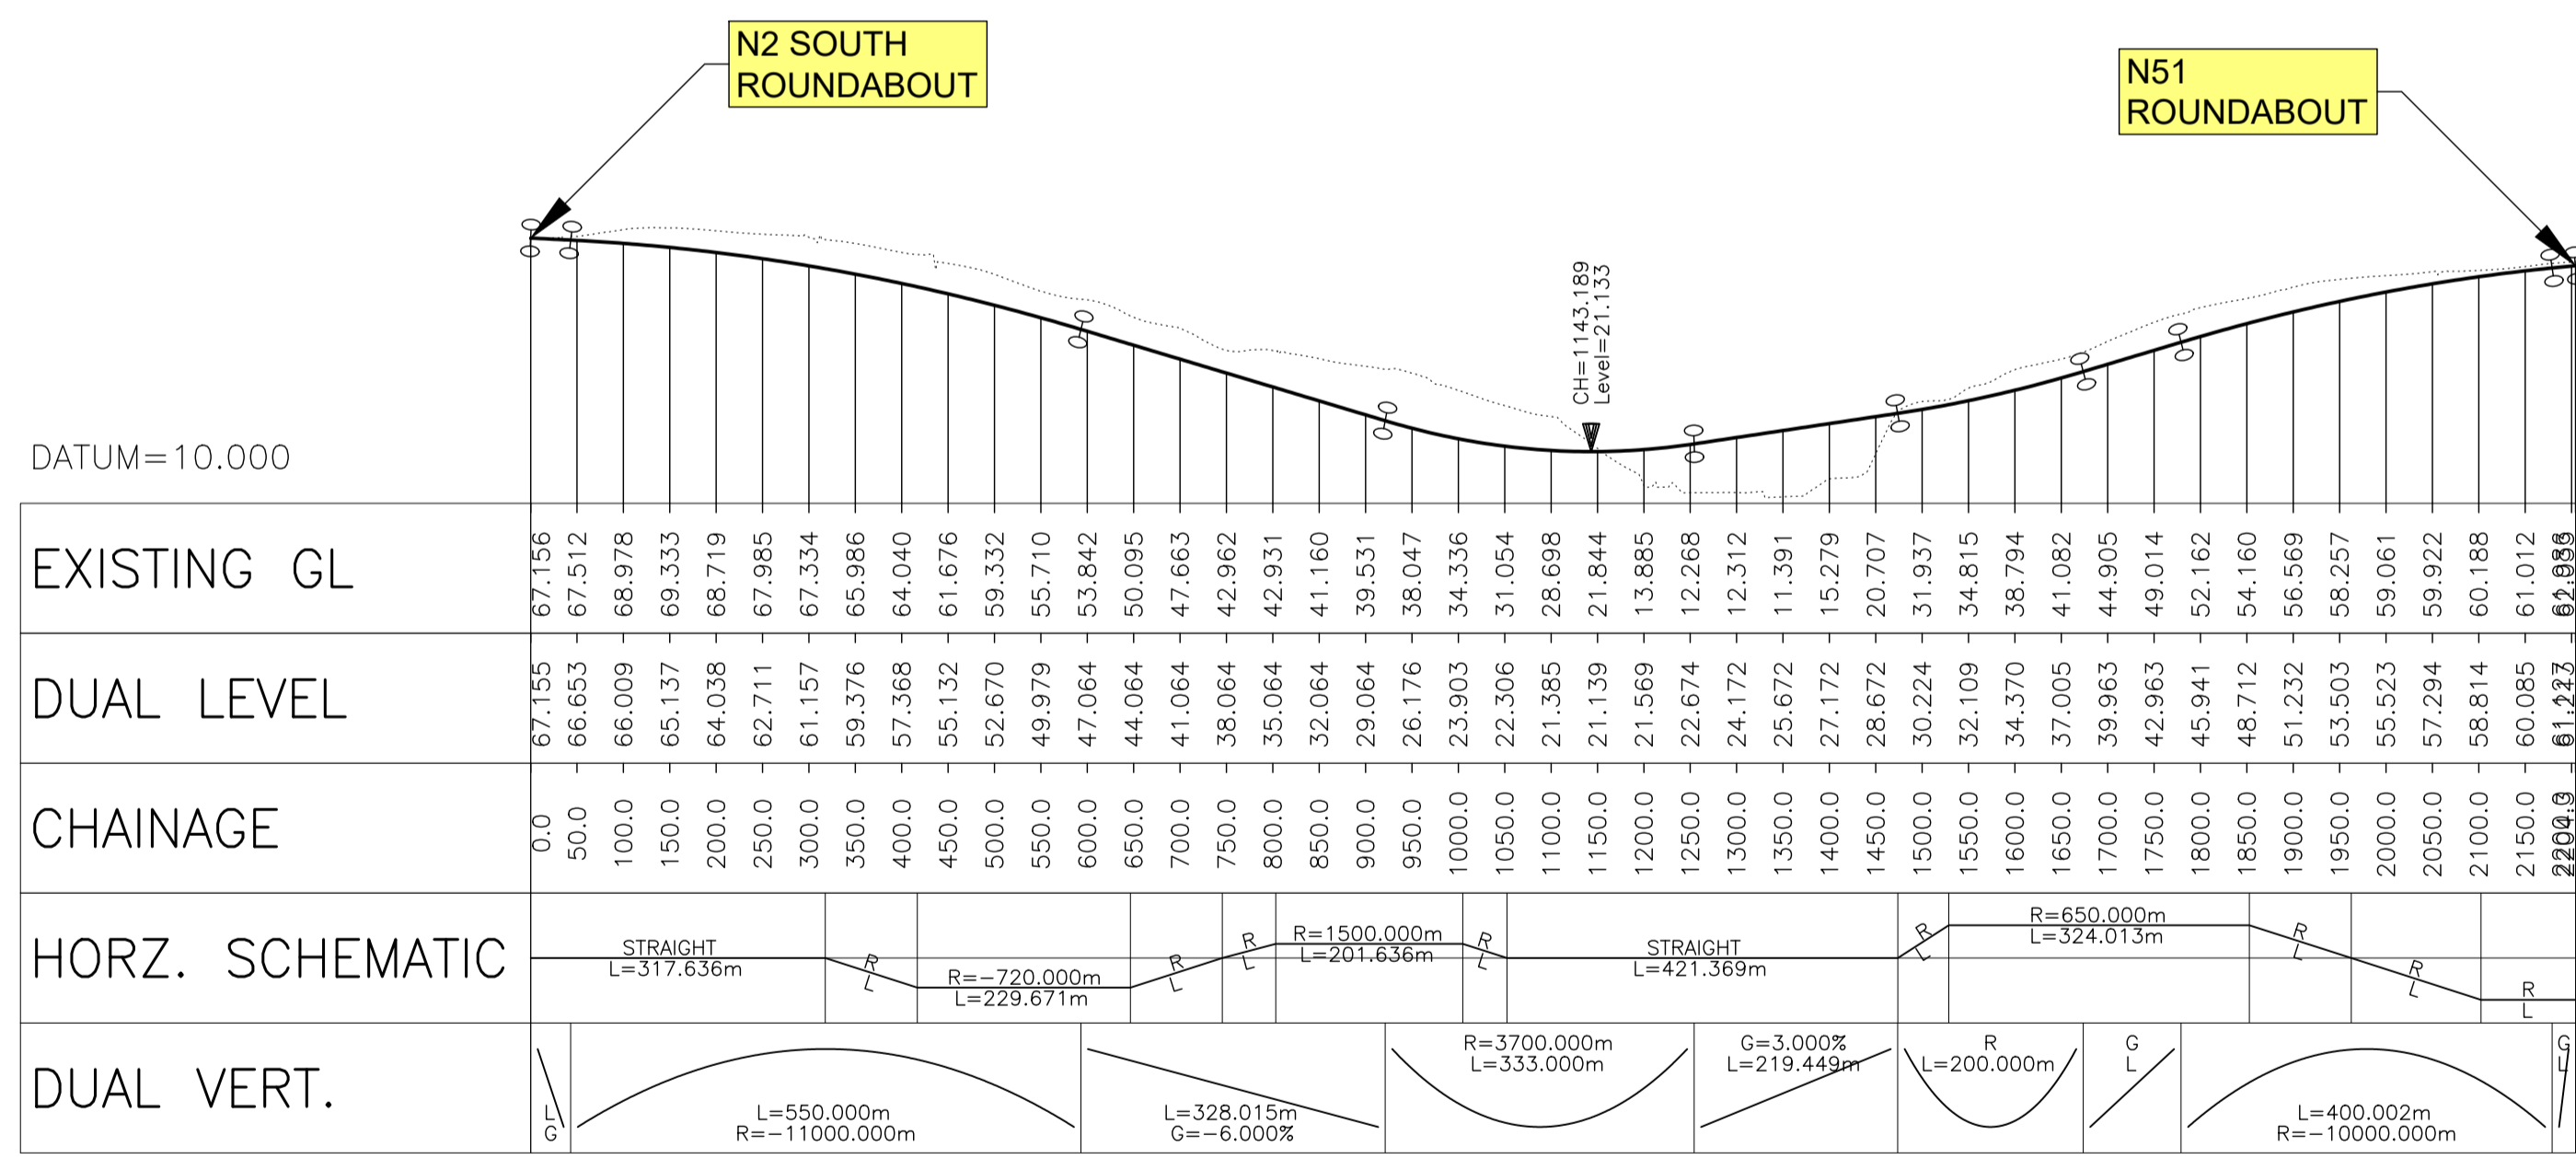 N2 SOUTH
ROUNDABOUT
N51
ROUNDABOUT
CH=1143.189
Level=21.133
DATUM=10.000
EXISTING GL
67.156 67.512 68.978 69.333 68.719 67.985 67.334 65.986 64.040 61.676 59.332 55.710 53.842 50.095 47.663 42.962 42.931 41.160 39.531 38.047 34.336 31.054 28.698 21.844 13.885 12.268 12.312 11.391 15.279 20.707 31.937 34.815 38.794 41.082 44.905 49.014 52.162 54.160 56.569 58.257 59.061 59.922 60.188 61.012
DUAL LEVEL
67.155 66.653 66.009 65.137 64.038 62.711 61.157 59.376 57.368 55.132 52.670 49.979 47.064 44.064 41.064 38.064 35.064 32.064 29.064 26.176 23.903 22.306 21.385 21.139 21.569 22.674 24.172 25.672 27.172 28.672 30.224 32.109 34.370 37.005 39.963 42.963 45.941 48.712 51.232 53.503 55.523 57.294 58.814 60.085
CHAINAGE
0.0 50.0 100.0 150.0 200.0 250.0 300.0 350.0 400.0 450.0 500.0 550.0 600.0 650.0 700.0 750.0 800.0 850.0 900.0 950.0 1000.0 1050.0 1100.0 1150.0 1200.0 1250.0 1300.0 1350.0 1400.0 1450.0 1500.0 1550.0 1600.0 1650.0 1700.0 1750.0 1800.0 1850.0 1900.0 1950.0 2000.0 2050.0 2100.0 2150.0
HORZ. SCHEMATIC
STRAIGHT
L=317.636m
R
L
R=-720.000m
L=229.671m
R
L
R
L
R=1500.000m
L=201.636m
R
L
STRAIGHT
L=421.369m
R
L
R=650.000m
L=324.013m
R
L
R
L
R
L
DUAL VERT.
L
G
L=550.000m
R=-11000.000m
L=328.015m
G=-6.000%
R=3700.000m
L=333.000m
G=3.000%
L=219.449m
R
L=200.000m
G
L
L=400.002m
R=-10000.000m
G
L